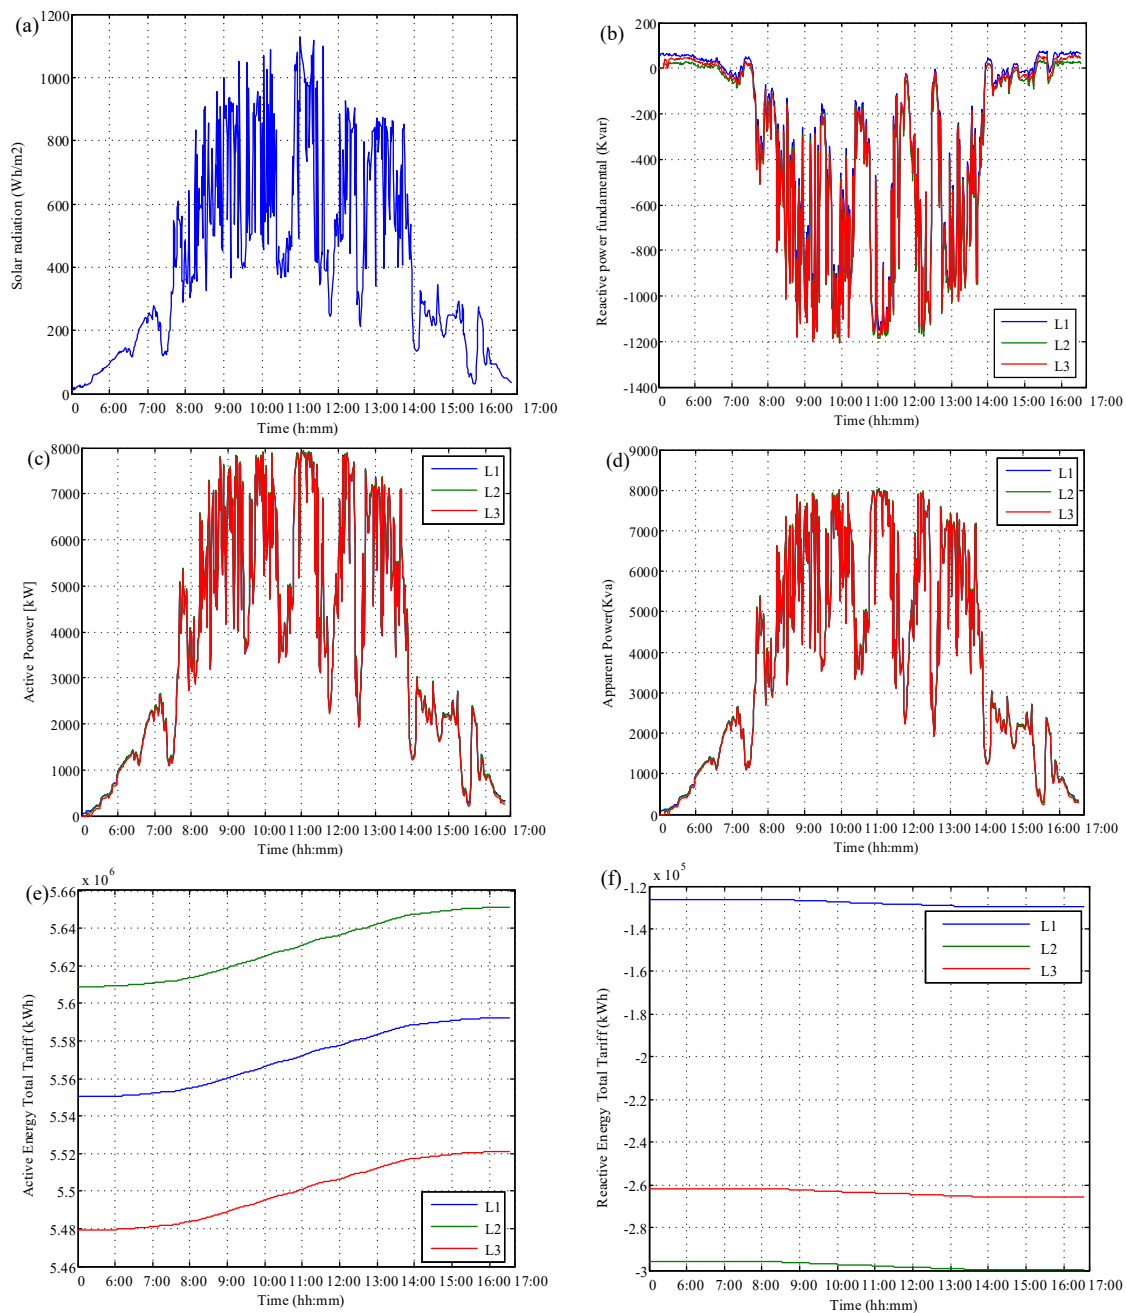 (a)
1200
1000
800
600
400
200
0
Solar radiation (Wh/m2)
0 6:00 7:00 8:00 9:00 10:00 11:00 12:00 13:00 14:00 15:00 16:00 17:00
Time (h:mm)
(b)
200
0
-200
-400
-600
-800
-1000
-1200
-1400
Reactive power fundamental (Kvar)
L1
L2
L3
0 6:00 7:00 8:00 9:00 10:00 11:00 12:00 13:00 14:00 15:00 16:00 17:00
Time (hh:mm)
(c)
8000
7000
6000
5000
4000
3000
2000
1000
0
Active Poower [kW]
L1
L2
L3
0 6:00 7:00 8:00 9:00 10:00 11:00 12:00 13:00 14:00 15:00 16:00 17:00
Time (hh:mm)
(d)
9000
8000
7000
6000
5000
4000
3000
2000
1000
0
Apparent Power(Kva)
L1
L2
L3
0 6:00 7:00 8:00 9:00 10:00 11:00 12:00 13:00 14:00 15:00 16:00 17:00
Time (hh:mm)
(e)
x 10^6
5.66
5.64
5.6
5.58
5.56
5.54
5.52
5.5
5.48
5.46
Active Energy Total Tariff (kWh)
L1
L2
L3
0 6:00 7:00 8:00 9:00 10:00 11:00 12:00 13:00 14:00 15:00 16:00 17:00
Time (hh:mm)
(f)
x 10^5
-2
-2.2
-2.4
-2.6
-2.8
-3
Reactive Energy Total Tariff (kWh)
L1
L2
L3
0 6:00 7:00 8:00 9:00 10:00 11:00 12:00 13:00 14:00 15:00 16:00 17:00
Time (hh:mm)